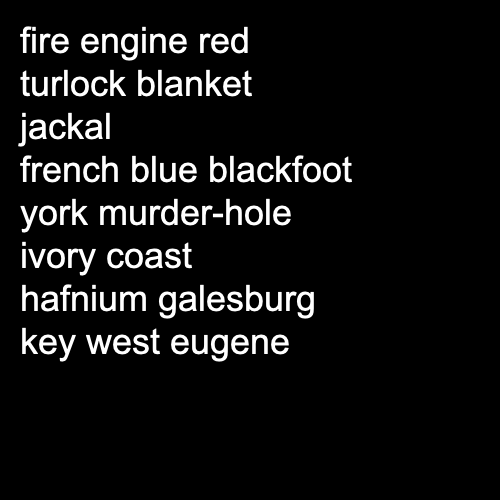 fire engine red
turlock blanket
jackal
french blue blackfoot
york murder-hole
ivory coast
hafnium galesburg
key west eugene